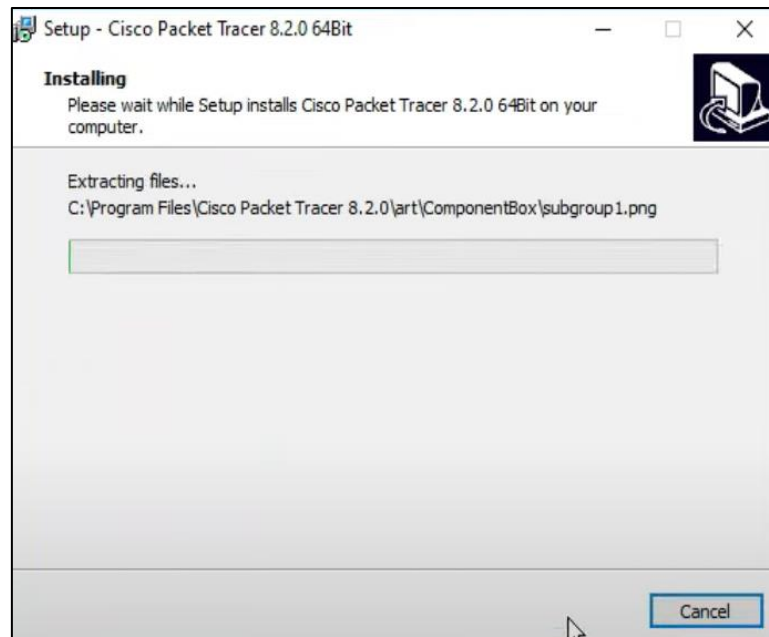 Setup - Cisco Packet Tracer 8.2.0 64Bit
Installing
Please wait while Setup installs Cisco Packet Tracer 8.2.0 64Bit on your
computer.
Extracting files...
C:\Program Files\Cisco Packet Tracer 8.2.0\art\ComponentBox\subgroup1.png
Cancel